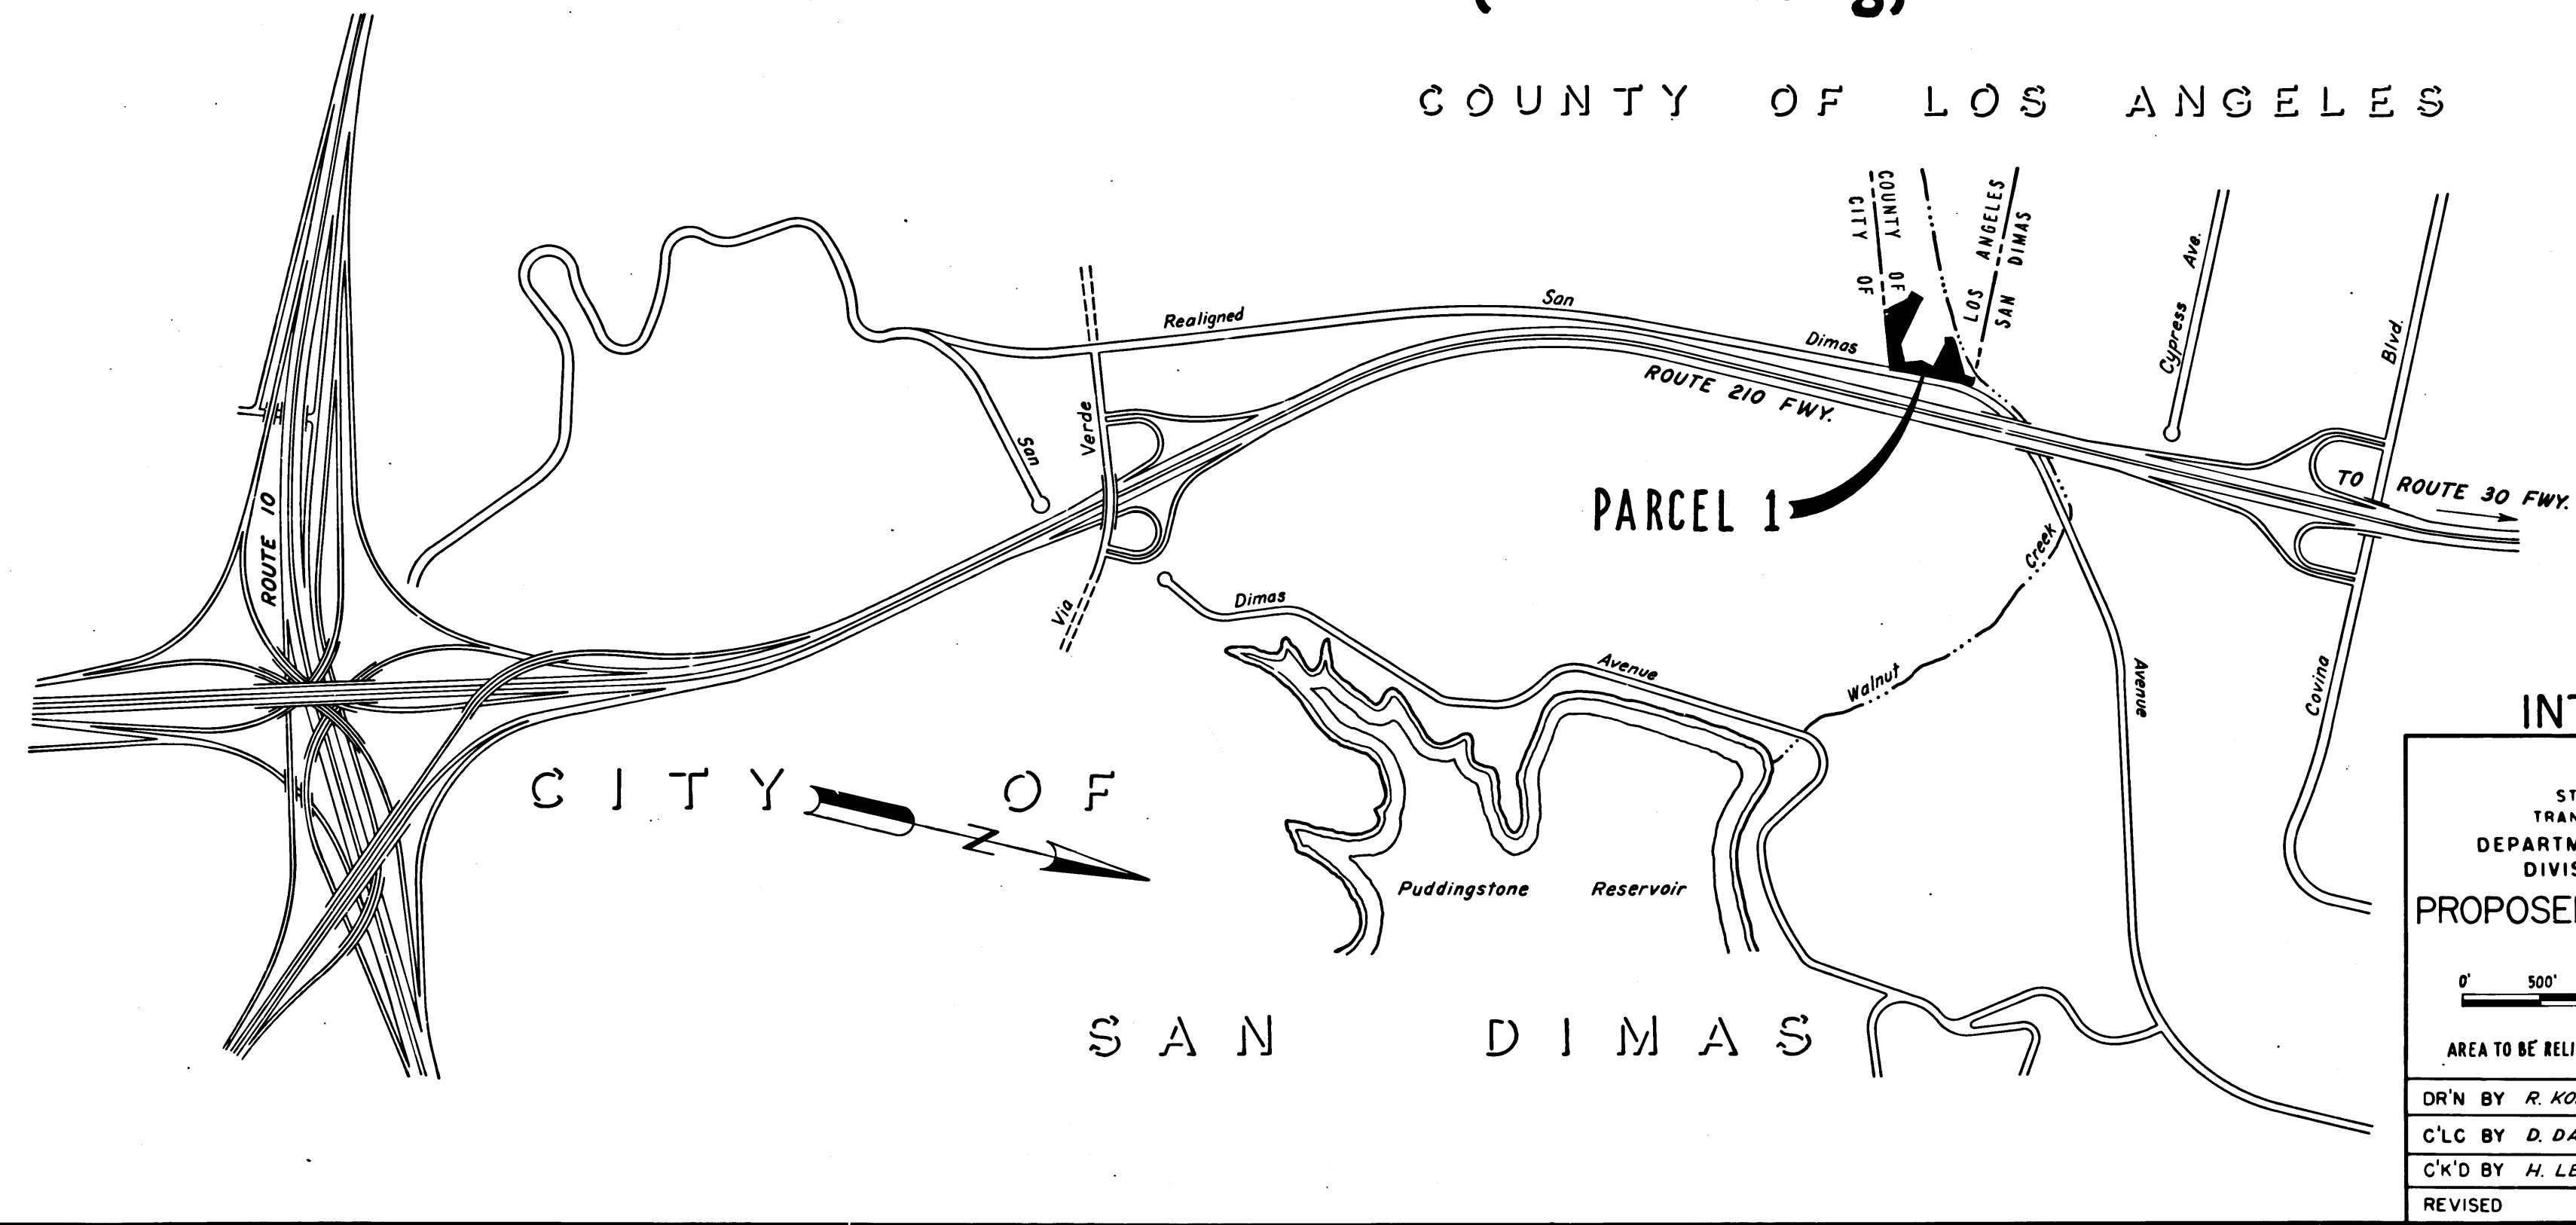 COUNTY OF LOS ANGELES
COUNTY OF
CITY OF
LOS ANGELES
SAN DIMAS
Cypress Ave.
Blvd.
Covina
Realigned San Dimas Avenue
ROUTE 210 FWY.
TO ROUTE 30 FWY.
ROUTE 10
San
Verde
Via
PARCEL 1
Creek
Walnut
Dimas
Avenue
Puddingstone Reservoir
CITY OF
N
SAN DIMAS
PROPOSE
0' 500'
AREA TO BE RELI
DR'N BY R. KO
C'LC BY D. DA
C'K'D BY H. LE
REVISED